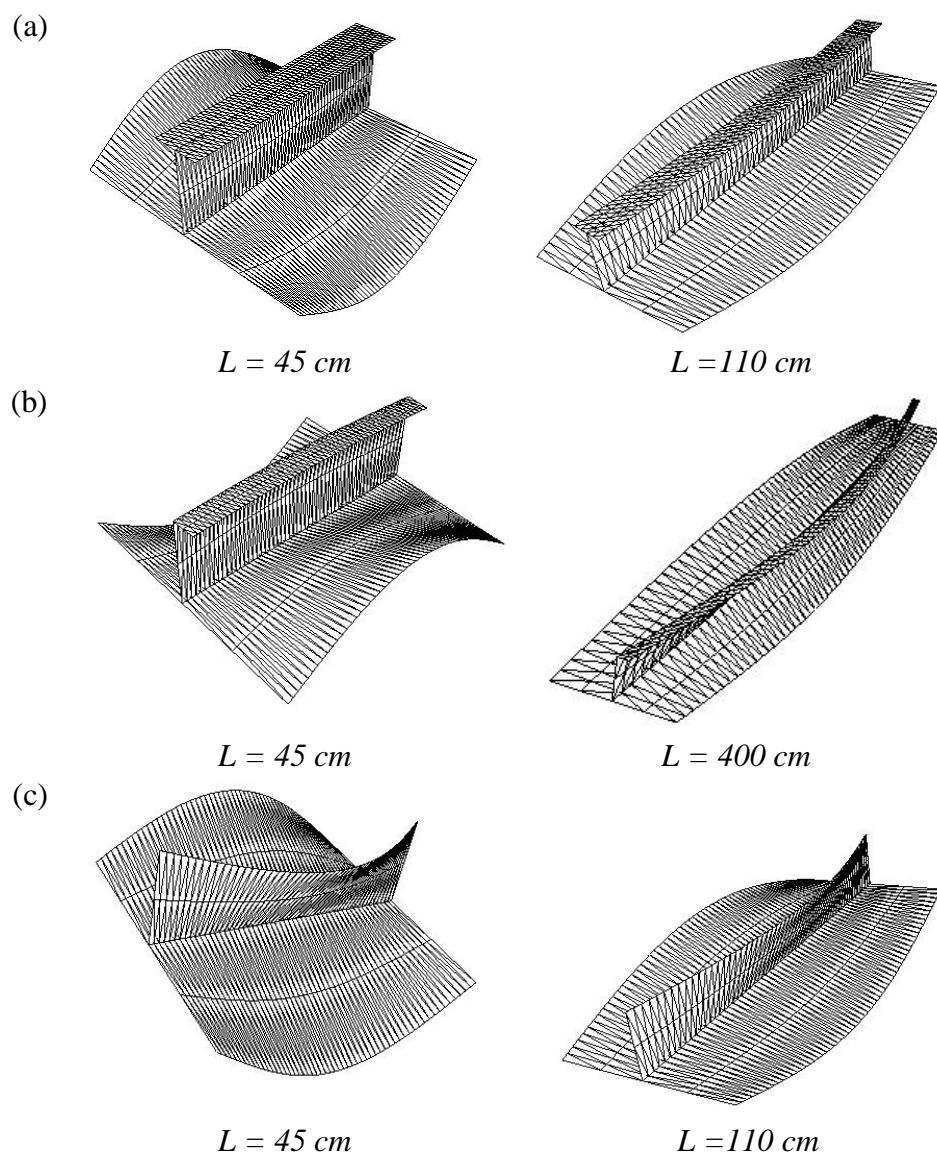 (a)
L = 45 cm
L =110 cm
(b)
L = 45 cm
L = 400 cm
(c)
L = 45 cm
L =110 cm